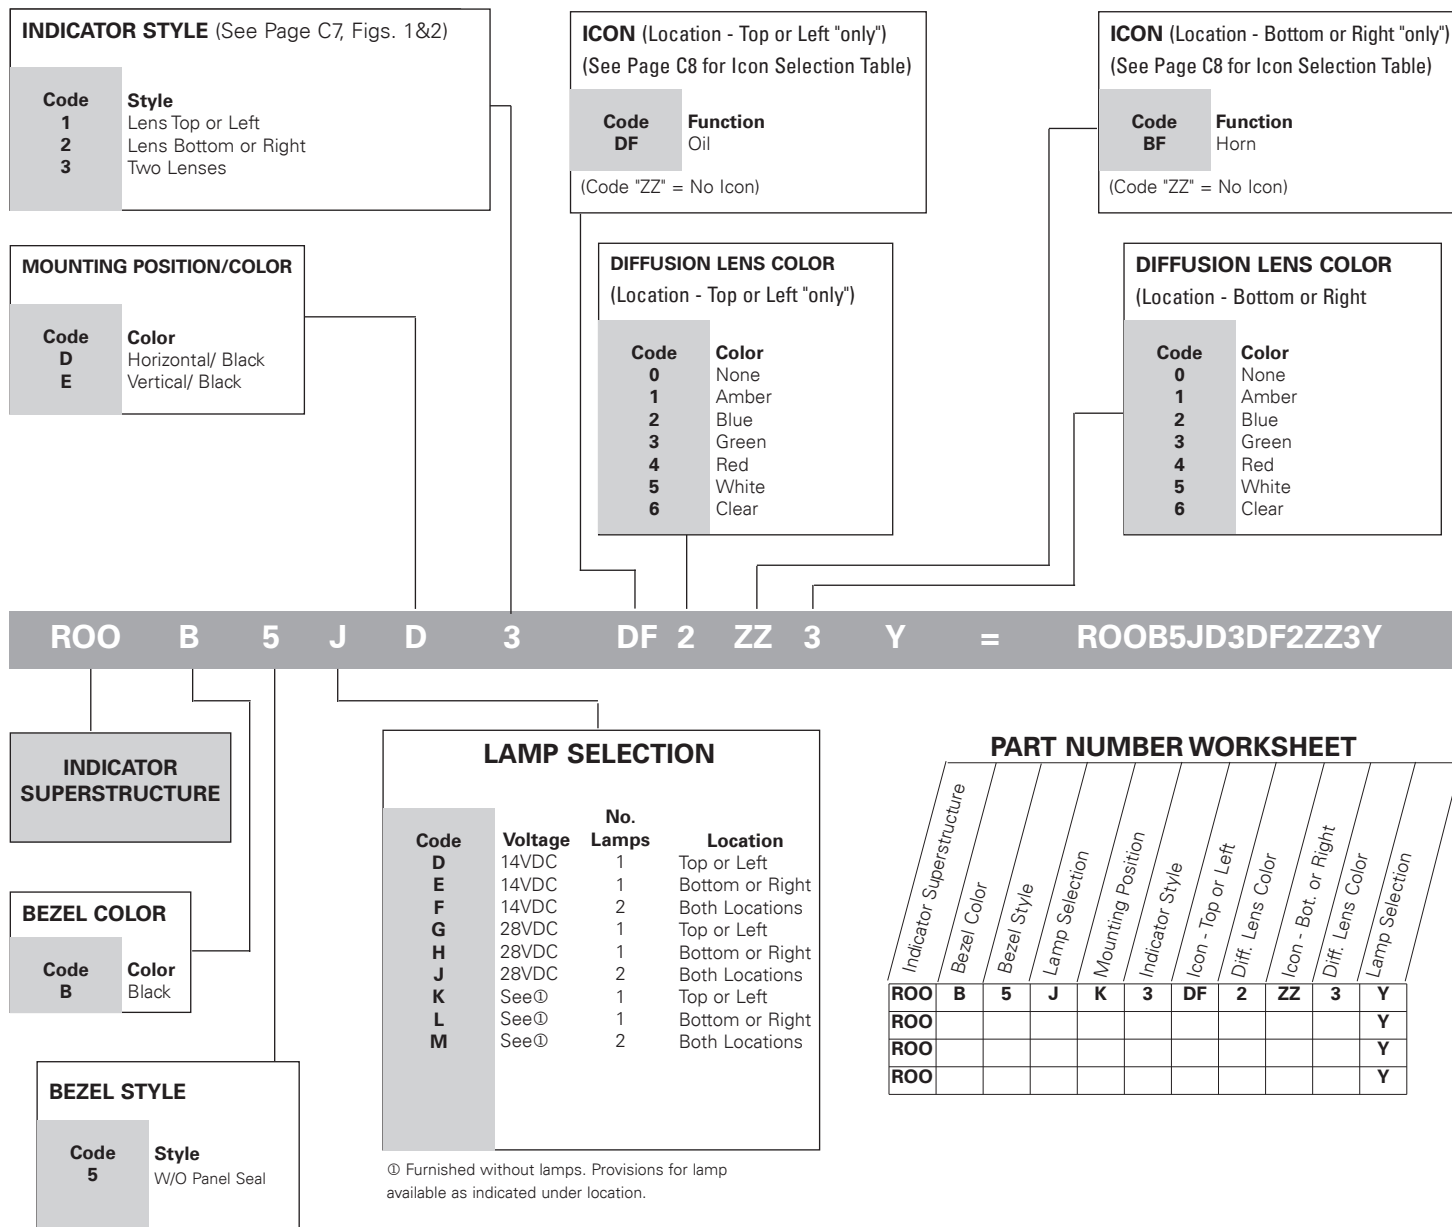 INDICATOR STYLE (See Page C7, Figs. 1&2)
Code Style
1 Lens Top or Left
2 Lens Bottom or Right
3 Two Lenses
ICON (Location - Top or Left "only")
(See Page C8 for Icon Selection Table)
Code Function
DF Oil
(Code "ZZ" = No Icon)
ICON (Location - Bottom or Right "only")
(See Page C8 for Icon Selection Table)
Code Function
BF Horn
(Code "ZZ" = No Icon)
MOUNTING POSITION/COLOR
Code Color
D Horizontal/ Black
E Vertical/ Black
DIFFUSION LENS COLOR
(Location - Top or Left "only")
Code Color
0 None
1 Amber
2 Blue
3 Green
4 Red
5 White
6 Clear
DIFFUSION LENS COLOR
(Location - Bottom or Right
Code Color
0 None
1 Amber
2 Blue
3 Green
4 Red
5 White
6 Clear
ROO B 5 J D 3 DF 2 ZZ 3 Y = ROOB5JD3DF2ZZ3Y
INDICATOR
SUPERSTRUCTURE
BEZEL COLOR
Code Color
B Black
BEZEL STYLE
Code Style
5 W/O Panel Seal
LAMP SELECTION
No.
Code Voltage Lamps Location
D 14VDC 1 Top or Left
E 14VDC 1 Bottom or Right
F 14VDC 2 Both Locations
G 28VDC 1 Top or Left
H 28VDC 1 Bottom or Right
J 28VDC 2 Both Locations
K See① 1 Top or Left
L See① 1 Bottom or Right
M See① 2 Both Locations
① Furnished without lamps. Provisions for lamp
available as indicated under location.
PART NUMBER WORKSHEET
Indicator Superstructure
Bezel Color
Bezel Style
Lamp Selection
Mounting Position
Indicator Style
Icon - Top or Left
Diff. Lens Color
Icon - Bot. or Right
Diff. Lens Color
Lamp Selection
ROO B 5 J K 3 DF 2 ZZ 3 Y
ROO Y
ROO Y
ROO Y